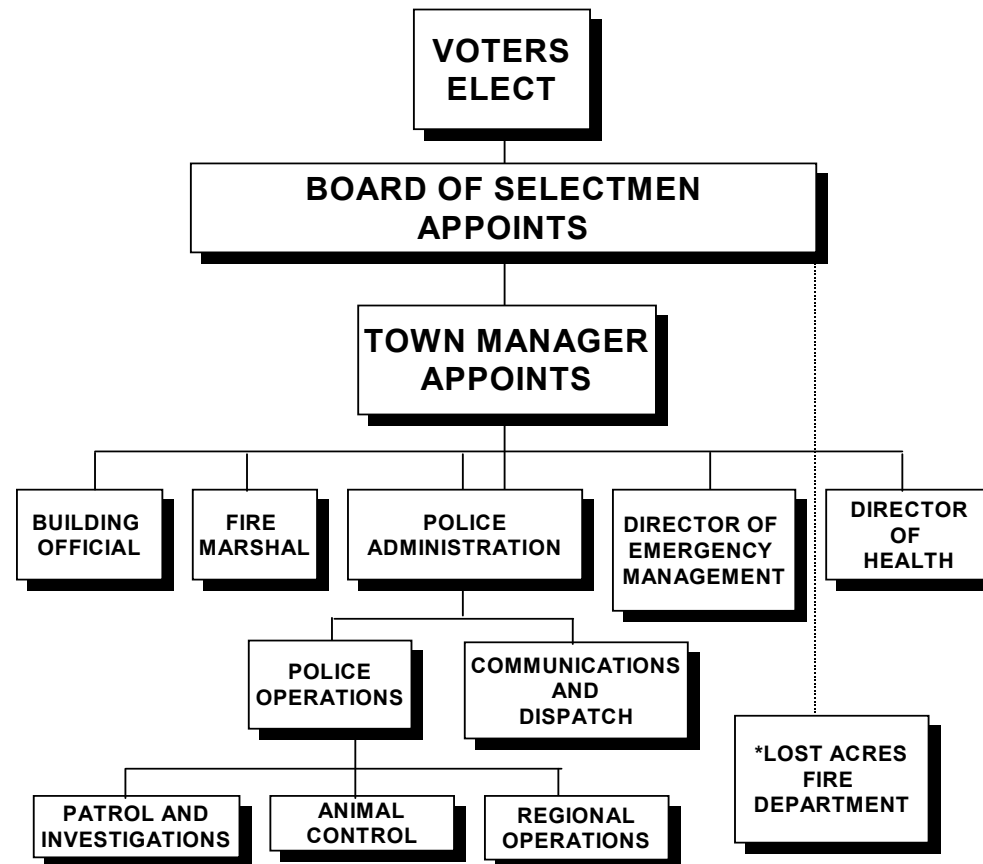 VOTERS
ELECT
BOARD OF SELECTMEN
APPOINTS
TOWN MANAGER
APPOINTS
BUILDING
OFFICIAL
FIRE
MARSHAL
POLICE
ADMINISTRATION
DIRECTOR OF
EMERGENCY
MANAGEMENT
DIRECTOR
OF
HEALTH
POLICE
OPERATIONS
COMMUNICATIONS
AND
DISPATCH
*LOST ACRES
FIRE
DEPARTMENT
PATROL AND
INVESTIGATIONS
ANIMAL
CONTROL
REGIONAL
OPERATIONS